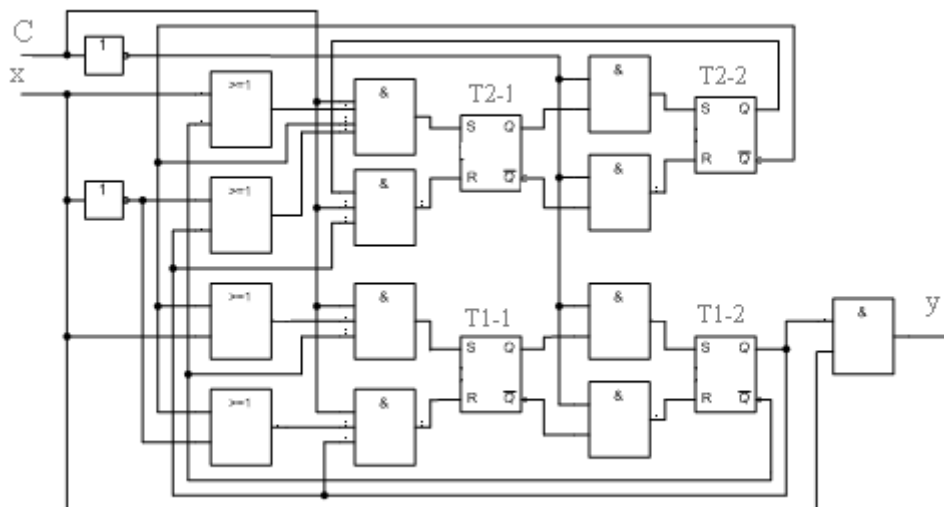 C
x
1
1
>=1
>=1
>=1
>=1
&
&
&
&
T2-1
S Q
R Q̅
&
&
T2-2
S Q
R Q̅
T1-1
S Q
R Q̅
&
&
T1-2
S Q
R Q̅
&
y